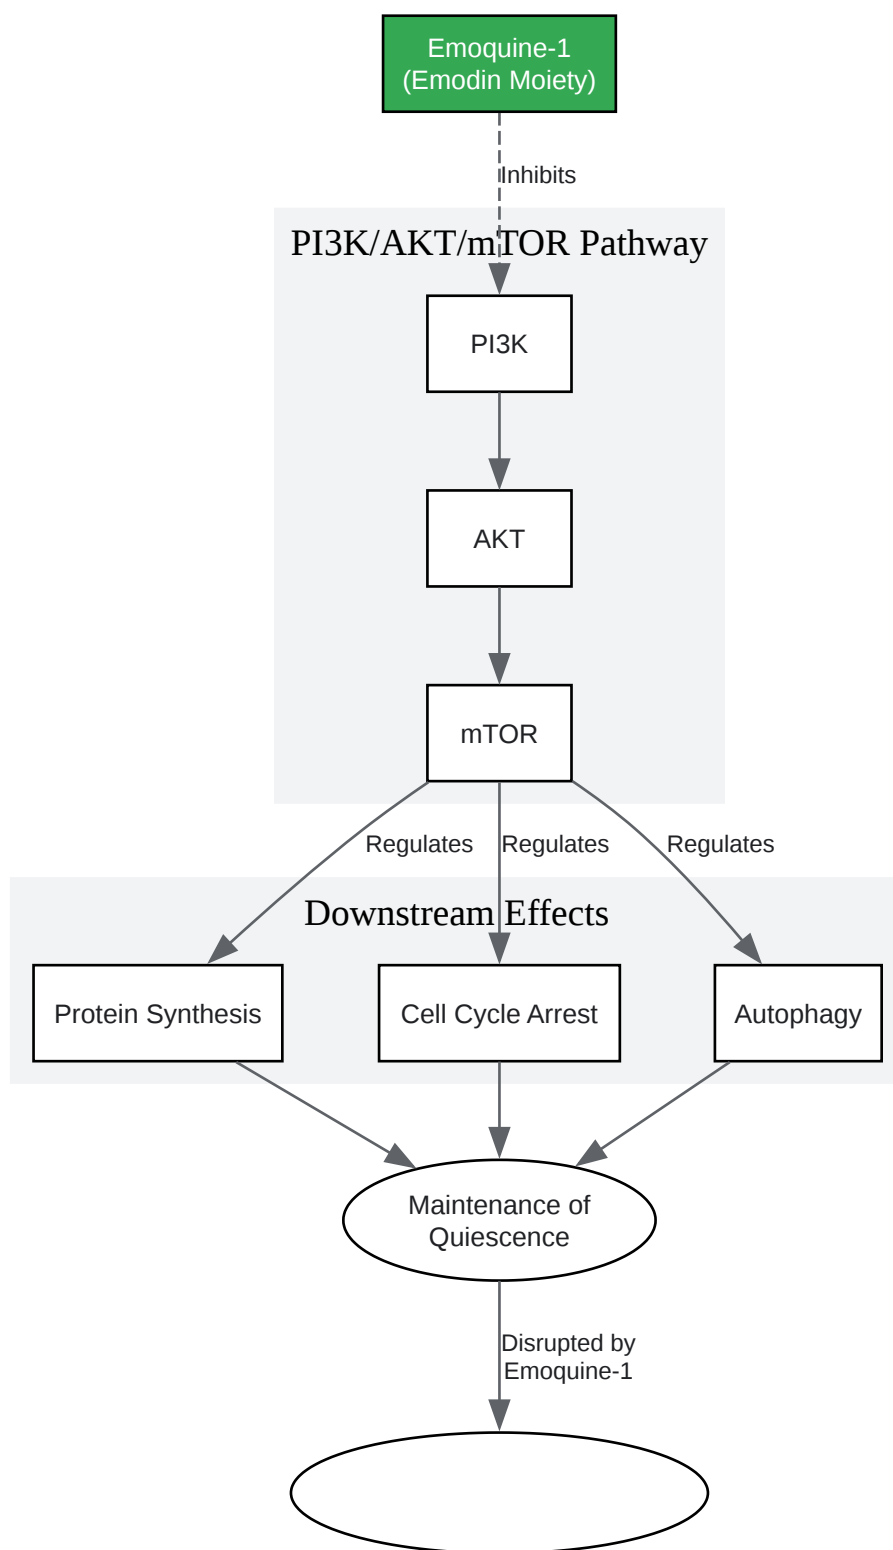 Emoquine-1
(Emodin Moiety)
Inhibits
PI3K/AKT/mTOR Pathway
PI3K
AKT
mTOR
Regulates
Regulates
Regulates
Downstream Effects
Protein Synthesis
Cell Cycle Arrest
Autophagy
Maintenance of
Quiescence
Disrupted by
Emoquine-1